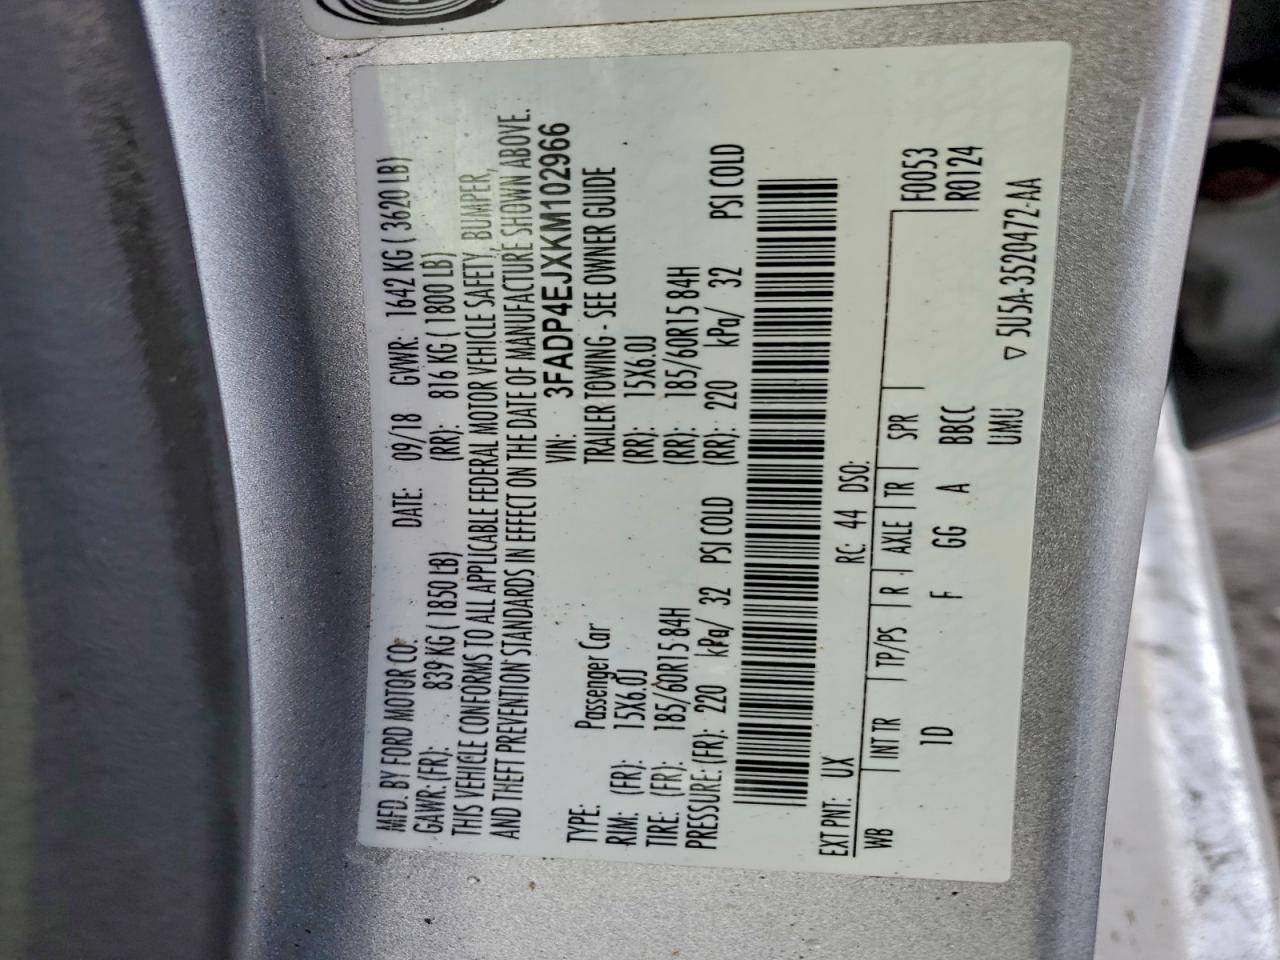 MFD. BY FORD MOTOR CO. DATE: 09/18 GVWR: 1642 KG ( 3620 LB)
GAWR: (FR): 839 KG ( 1850 LB) (RR): 816 KG ( 1800 LB)
THIS VEHICLE CONFORMS TO ALL APPLICABLE FEDERAL MOTOR VEHICLE SAFETY, BUMPER,
AND THEFT PREVENTION STANDARDS IN EFFECT ON THE DATE OF MANUFACTURE SHOWN ABOVE.
VIN: 3FADP4EJXKM102966
TYPE: Passenger Car TRAILER TOWING - SEE OWNER GUIDE
RIM: (FR): 15X6.0J (RR): 15X6.0J
TIRE: (FR): 185/60R15 84H (RR): 185/60R15 84H
PRESSURE: (FR): 220 kPa/ 32 PSI COLD (RR): 220 kPa/ 32 PSI COLD
EXT PNT: UX RC: 44 DSO:
WB INT TR TP/PS R AXLE TR SPR F0053
1D F GG A BBCC R0124
UMU
▽ 5U5A-3520472-AA